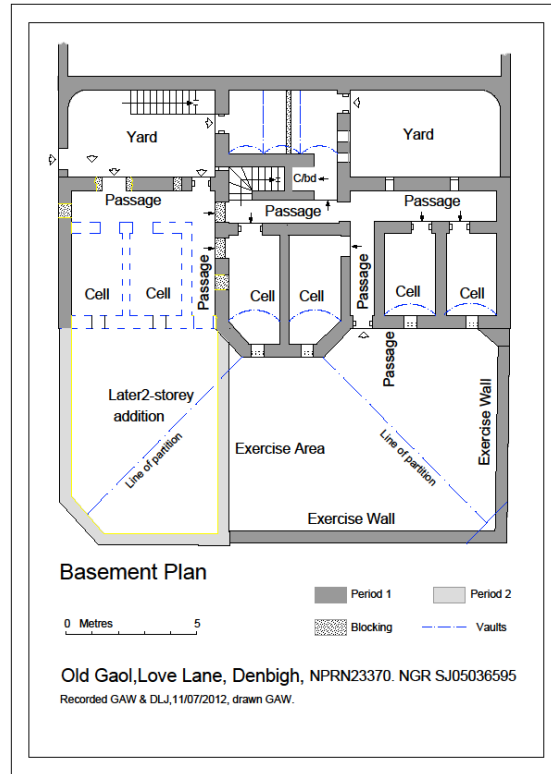 Yard
Yard
C/bd
Passage
Passage
Passage
Cell
Cell
Passage
Cell
Cell
Passage
Cell
Cell
Passage
Later2-storey
addition
Line of partition
Exercise Area
Line of partition
Exercise Wall
Exercise Wall
Basement Plan
0 Metres 5
Period 1
Period 2
Blocking
Vaults
Old Gaol,Love Lane, Denbigh, NPRN23370. NGR SJ05036595
Recorded GAW & DLJ,11/07/2012, drawn GAW.